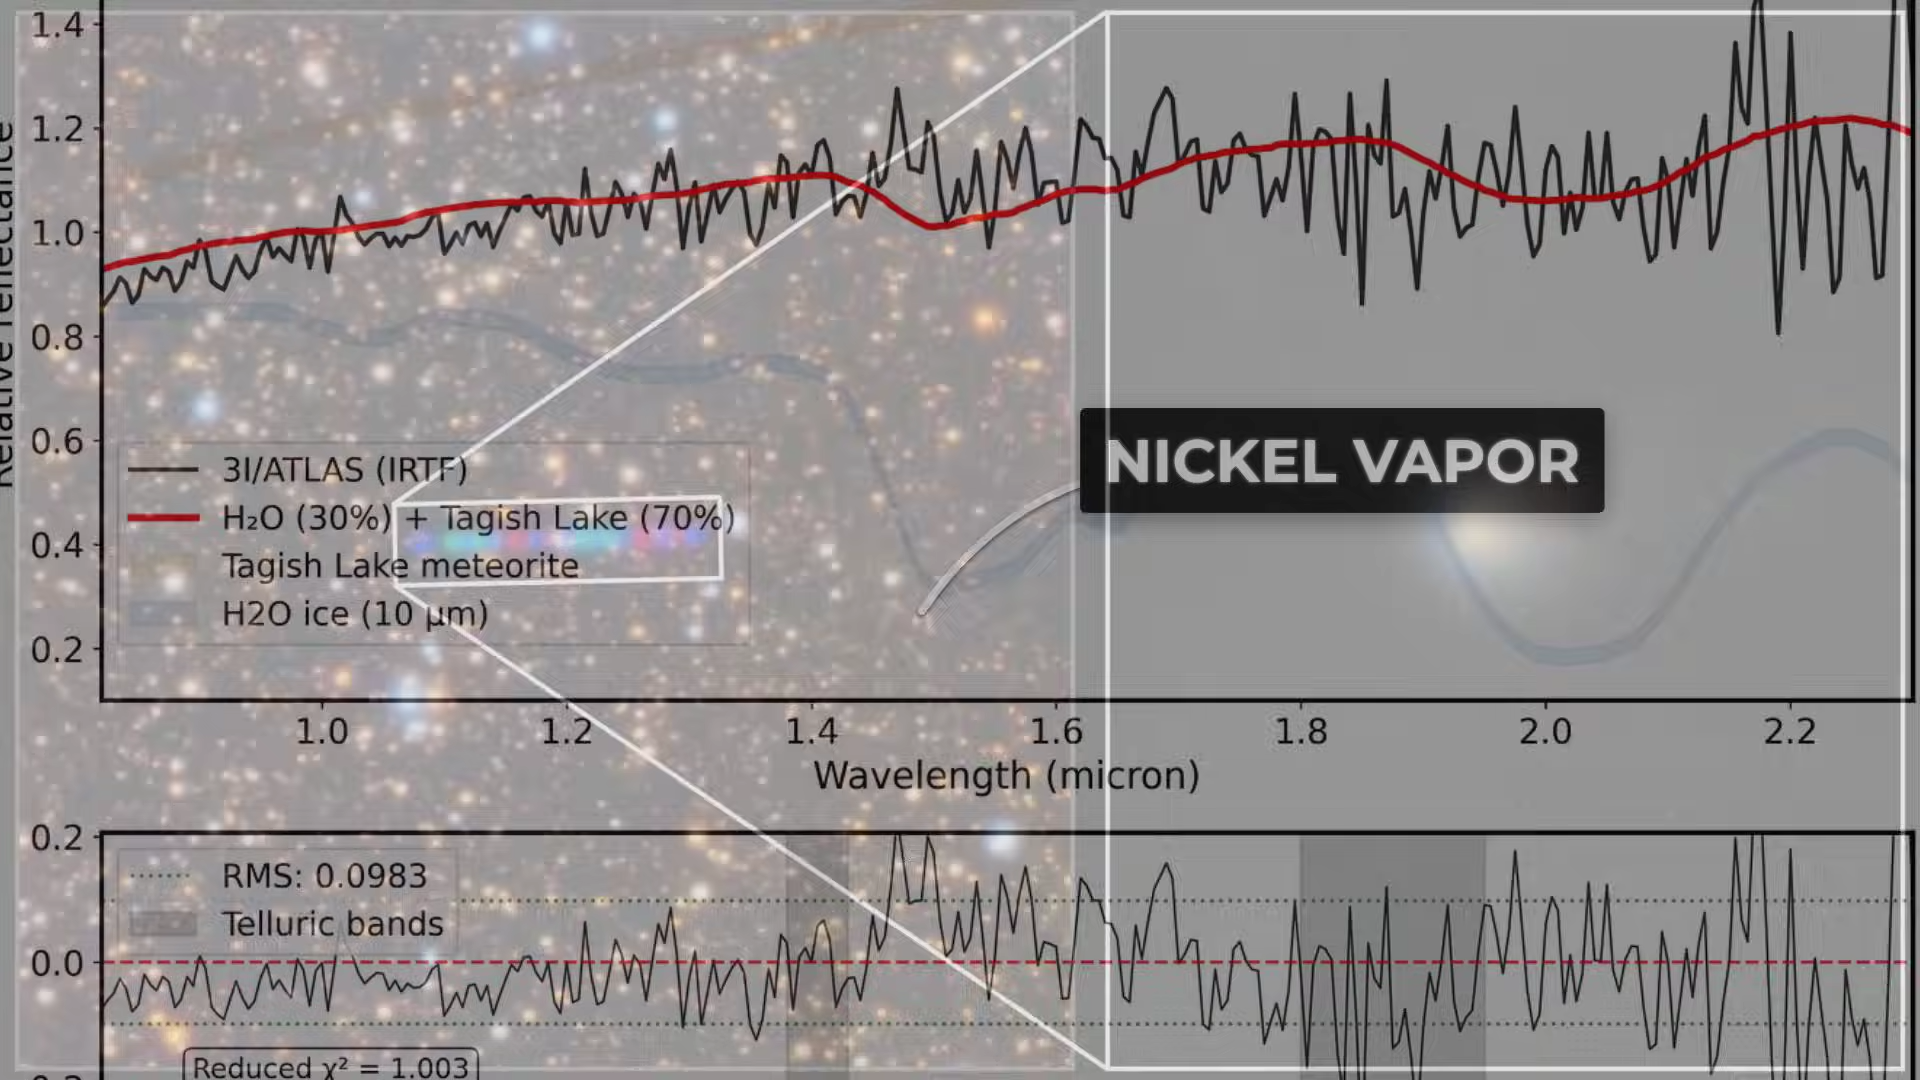 1.4
1.2
1.0
0.8
0.6
0.4
0.2
Relative reflectance
3I/ATLAS (IRTF)
H₂O (30%) + Tagish Lake (70%)
Tagish Lake meteorite
H2O ice (10 μm)
NICKEL VAPOR
1.0 1.2 1.4 1.6 1.8 2.0 2.2
Wavelength (micron)
0.2
0.0
RMS: 0.0983
Telluric bands
Reduced χ² = 1.003